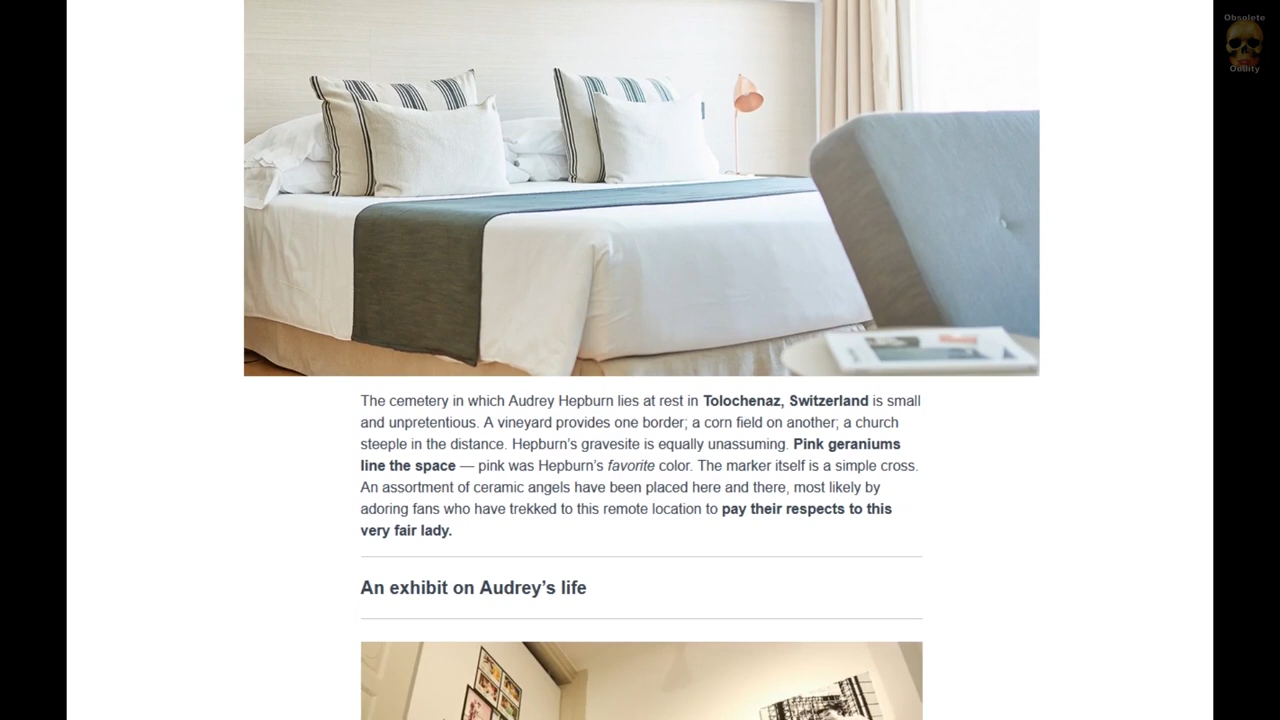 Obsolete
Oddity
The cemetery in which Audrey Hepburn lies at rest in Tolochenaz, Switzerland is small
and unpretentious. A vineyard provides one border; a corn field on another; a church
steeple in the distance. Hepburn’s gravesite is equally unassuming. Pink geraniums
line the space — pink was Hepburn’s favorite color. The marker itself is a simple cross.
An assortment of ceramic angels have been placed here and there, most likely by
adoring fans who have trekked to this remote location to pay their respects to this
very fair lady.
An exhibit on Audrey’s life